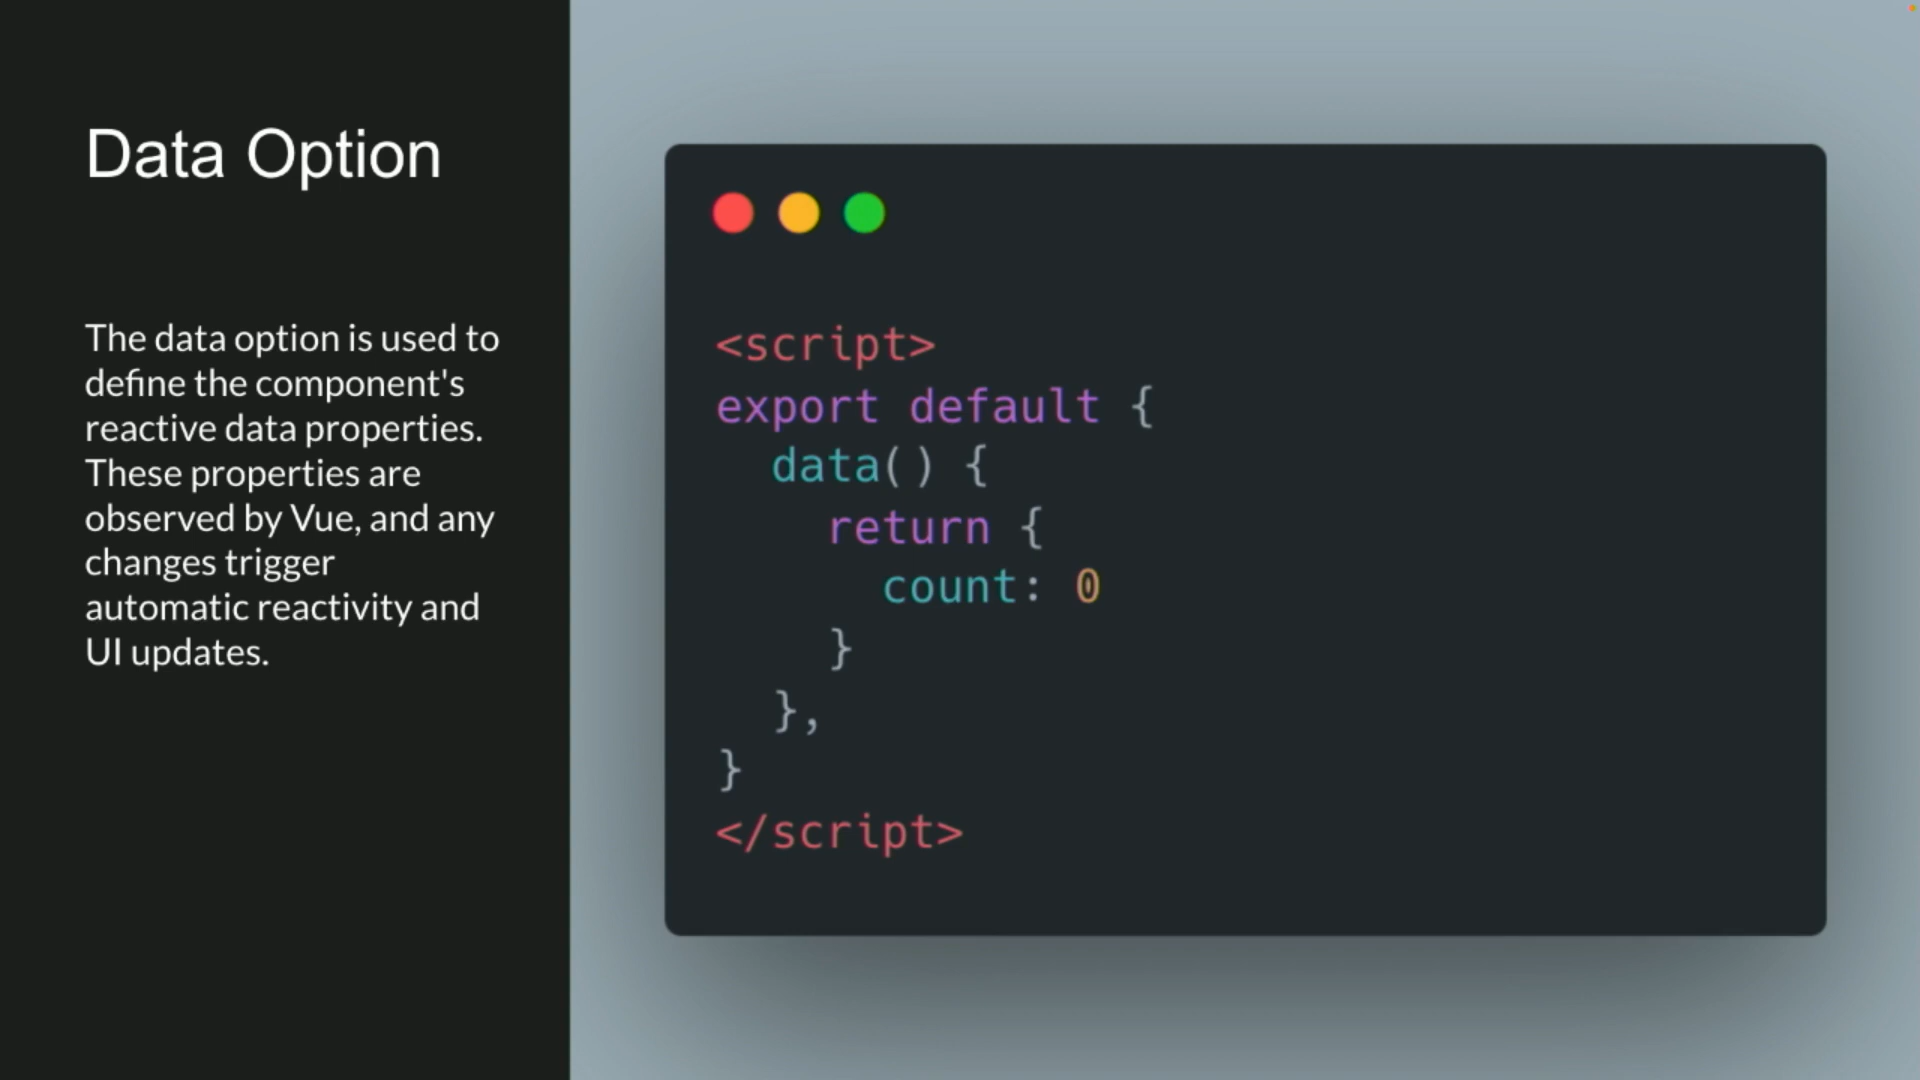 Data Option
The data option is used to
define the component's
reactive data properties.
These properties are
observed by Vue, and any
changes trigger
automatic reactivity and
UI updates.
<script>
export default {
  data() {
    return {
      count: 0
    }
  },
}
</script>